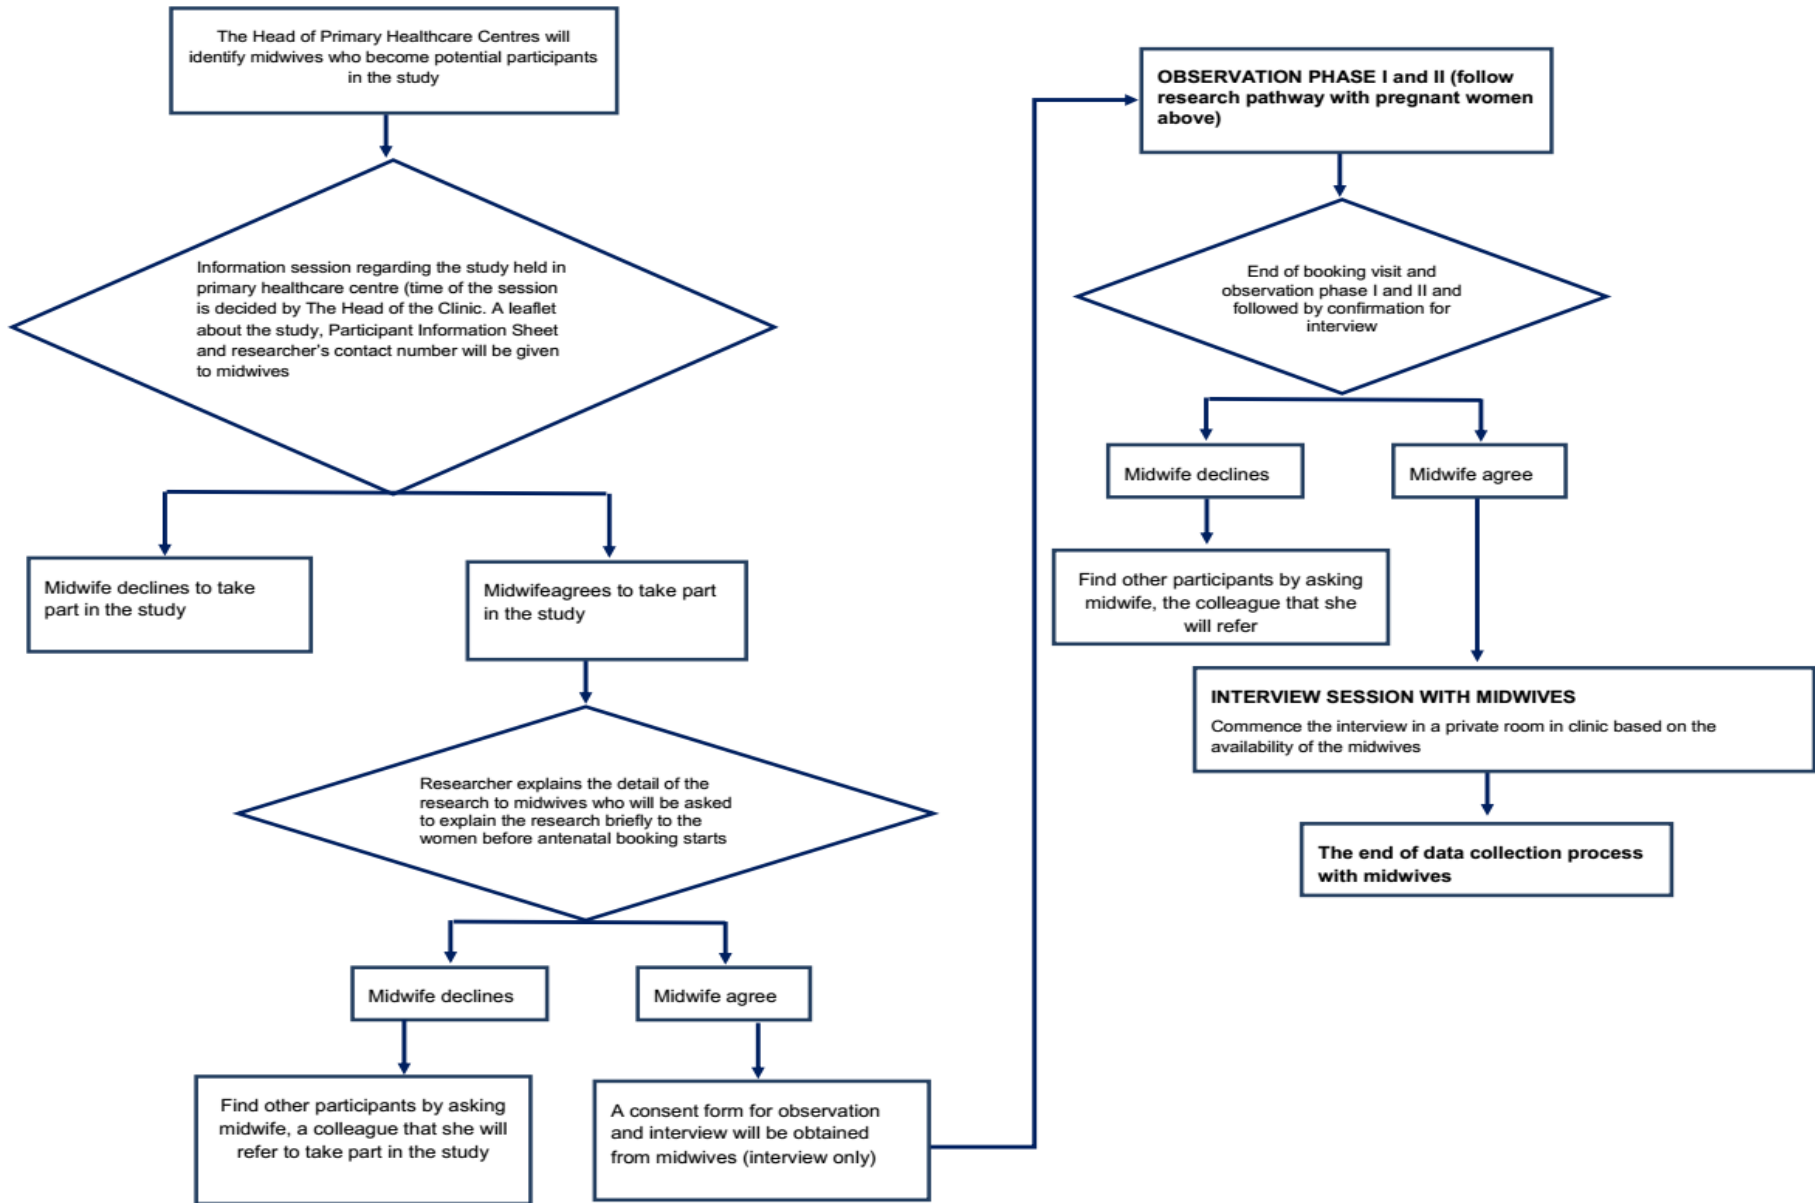 The Head of Primary Healthcare Centres will
identify midwives who become potential participants
in the study
Information session regarding the study held in
primary healthcare centre (time of the session
is decided by The Head of the Clinic. A leaflet
about the study, Participant Information Sheet
and researcher's contact number will be given
to midwives
Midwife declines to take
part in the study
Midwifeagrees to take part
in the study
Researcher explains the detail of the
research to midwives who will be asked
to explain the research briefly to the
women before antenatal booking starts
Midwife declines
Midwife agree
Find other participants by asking
midwife, a colleague that she will
refer to take part in the study
A consent form for observation
and interview will be obtained
from midwives (interview only)
OBSERVATION PHASE I and II (follow
research pathway with pregnant women
above)
End of booking visit and
observation phase I and II and
followed by confirmation for
interview
Midwife declines
Midwife agree
Find other participants by asking
midwife, the colleague that she
will refer
INTERVIEW SESSION WITH MIDWIVES
Commence the interview in a private room in clinic based on the
availability of the midwives
The end of data collection process
with midwives